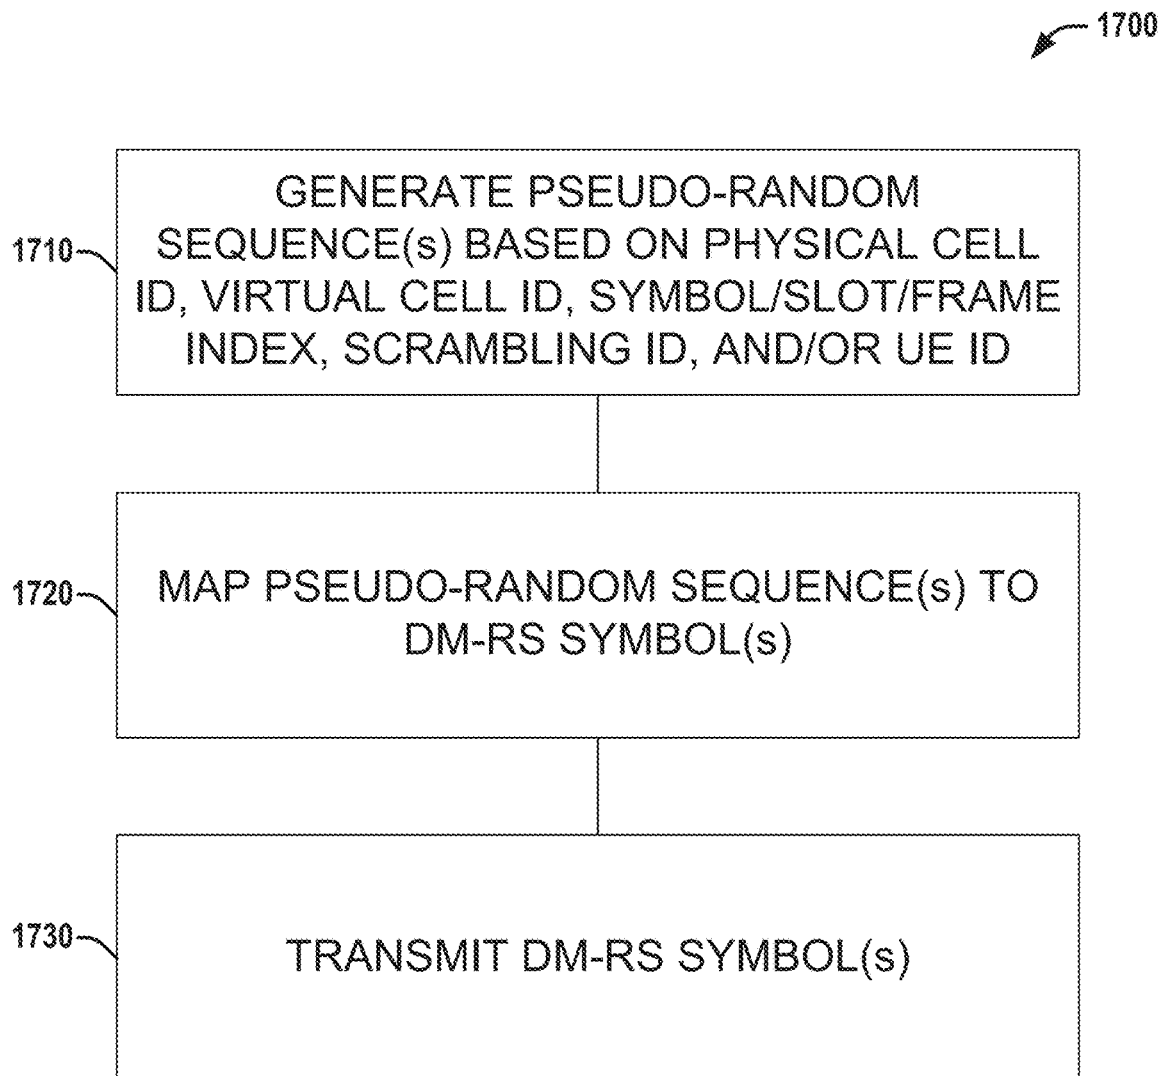 1700
1710
GENERATE PSEUDO-RANDOM
SEQUENCE(s) BASED ON PHYSICAL CELL
ID, VIRTUAL CELL ID, SYMBOL/SLOT/FRAME
INDEX, SCRAMBLING ID, AND/OR UE ID
1720
MAP PSEUDO-RANDOM SEQUENCE(s) TO
DM-RS SYMBOL(s)
1730
TRANSMIT DM-RS SYMBOL(s)